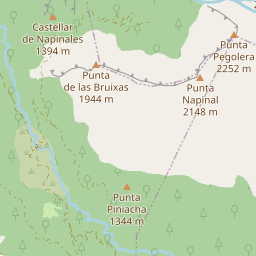 Castellar
de Napinales
1394 m
Punta
Pegolera
2252 m
Punta
de las Bruixas
1944 m
Punta
Napinal
2148 m
Punta
Piniacha
1344 m